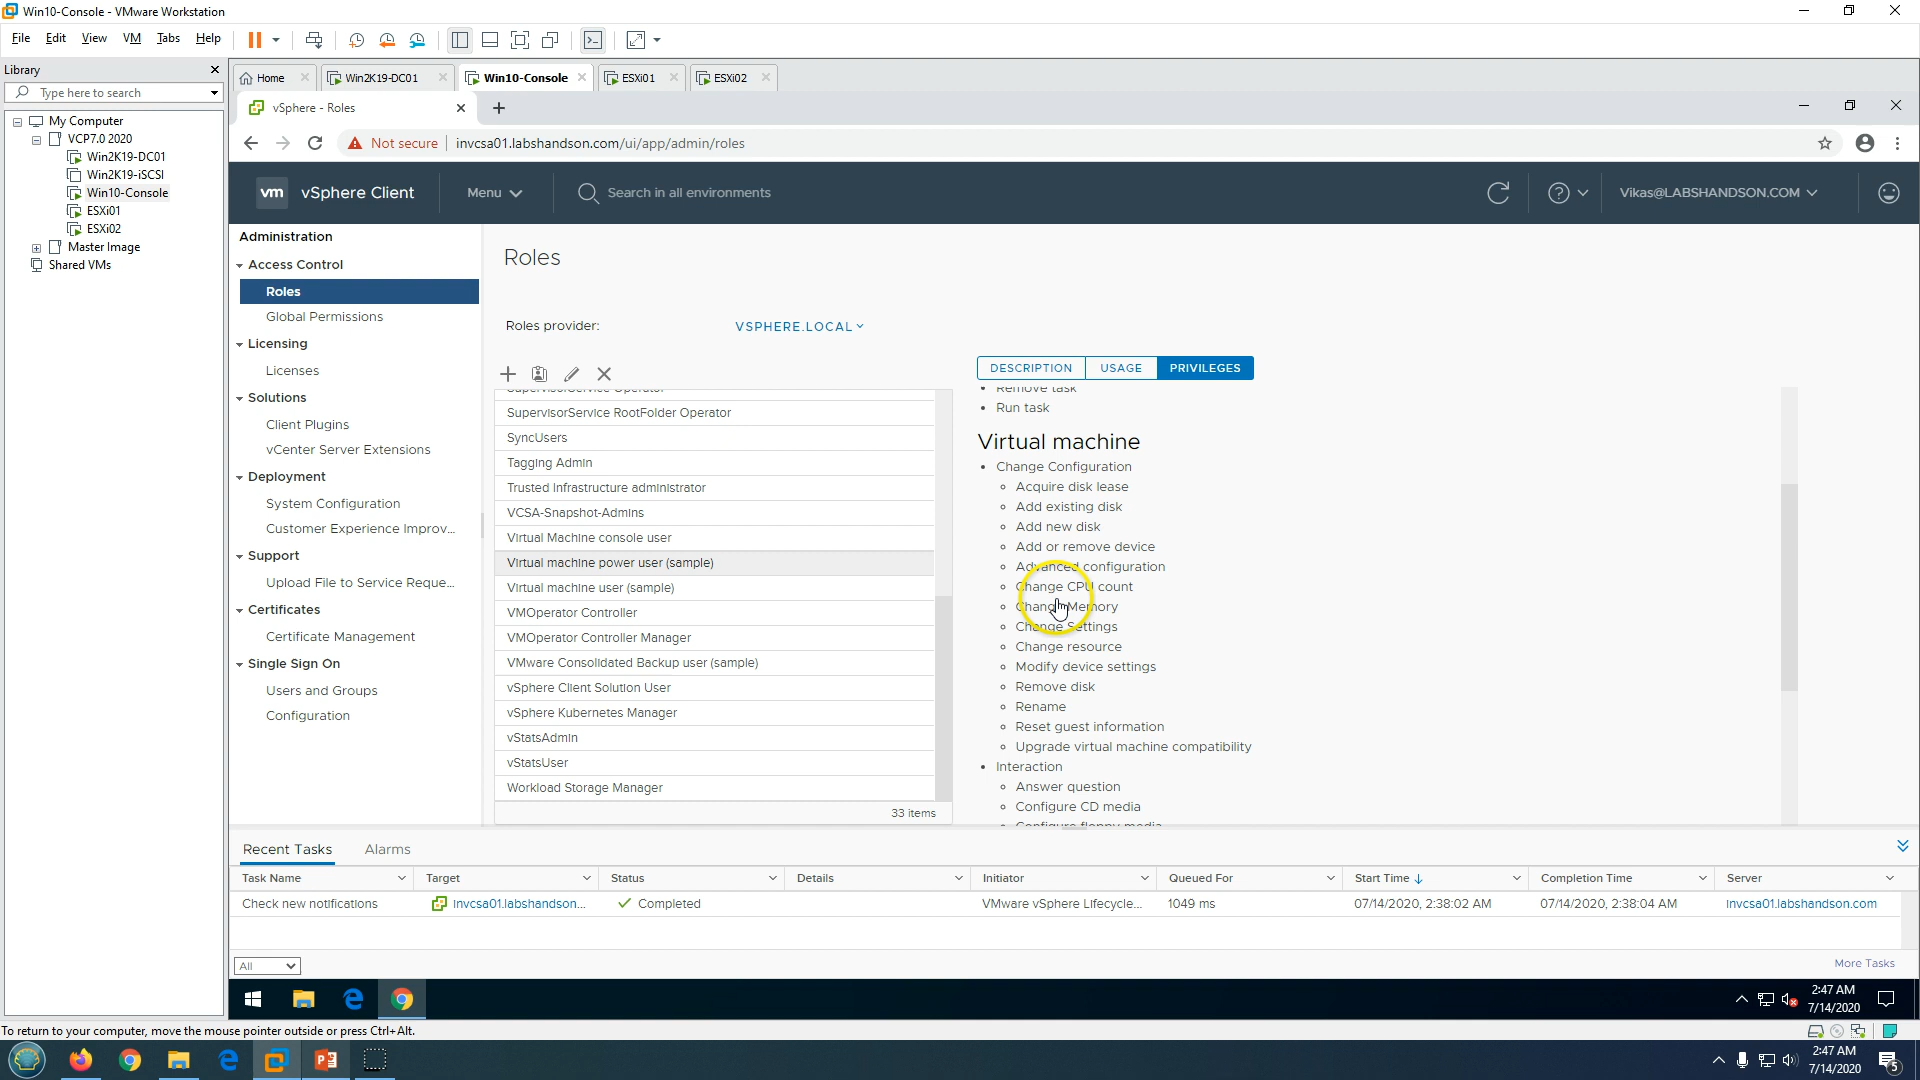 Win10-Console - VMware Workstation
File Edit View VM Tabs Help
Library
Type here to search
My Computer
VCP7.0 2020
Win2K19-DC01
Win2K19-iSCSI
Win10-Console
ESXi01
ESXi02
Master Image
Shared VMs
Home Win2K19-DC01 Win10-Console ESXi01 ESXi02
vSphere - Roles
Not secure invcsa01.labshandson.com/ui/app/admin/roles
vm vSphere Client Menu Search in all environments Vikas@LABSHANDSON.COM
Administration
Access Control
Roles
Global Permissions
Licensing
Licenses
Solutions
Client Plugins
vCenter Server Extensions
Deployment
System Configuration
Customer Experience Improv...
Support
Upload File to Service Reque...
Certificates
Certificate Management
Single Sign On
Users and Groups
Configuration
Roles
Roles provider: VSPHERE.LOCAL
SupervisorService Operator
SupervisorService RootFolder Operator
SyncUsers
Tagging Admin
Trusted Infrastructure administrator
VCSA-Snapshot-Admins
Virtual Machine console user
Virtual machine power user (sample)
Virtual machine user (sample)
VMOperator Controller
VMOperator Controller Manager
VMware Consolidated Backup user (sample)
vSphere Client Solution User
vSphere Kubernetes Manager
vStatsAdmin
vStatsUser
Workload Storage Manager
33 items
DESCRIPTION USAGE PRIVILEGES
Remove task
Run task
Virtual machine
Change Configuration
Acquire disk lease
Add existing disk
Add new disk
Add or remove device
Advanced configuration
Change CPU count
Change Memory
Change Settings
Change resource
Modify device settings
Remove disk
Rename
Reset guest information
Upgrade virtual machine compatibility
Interaction
Answer question
Configure CD media
Configure floppy media
Recent Tasks Alarms
Task Name Target Status Details Initiator Queued For Start Time Completion Time Server
Check new notifications invcsa01.labshandson... Completed VMware vSphere Lifecycle... 1049 ms 07/14/2020, 2:38:02 AM 07/14/2020, 2:38:04 AM invcsa01.labshandson.com
All
More Tasks
2:47 AM
7/14/2020
To return to your computer, move the mouse pointer outside or press Ctrl+Alt.
2:47 AM
7/14/2020
5